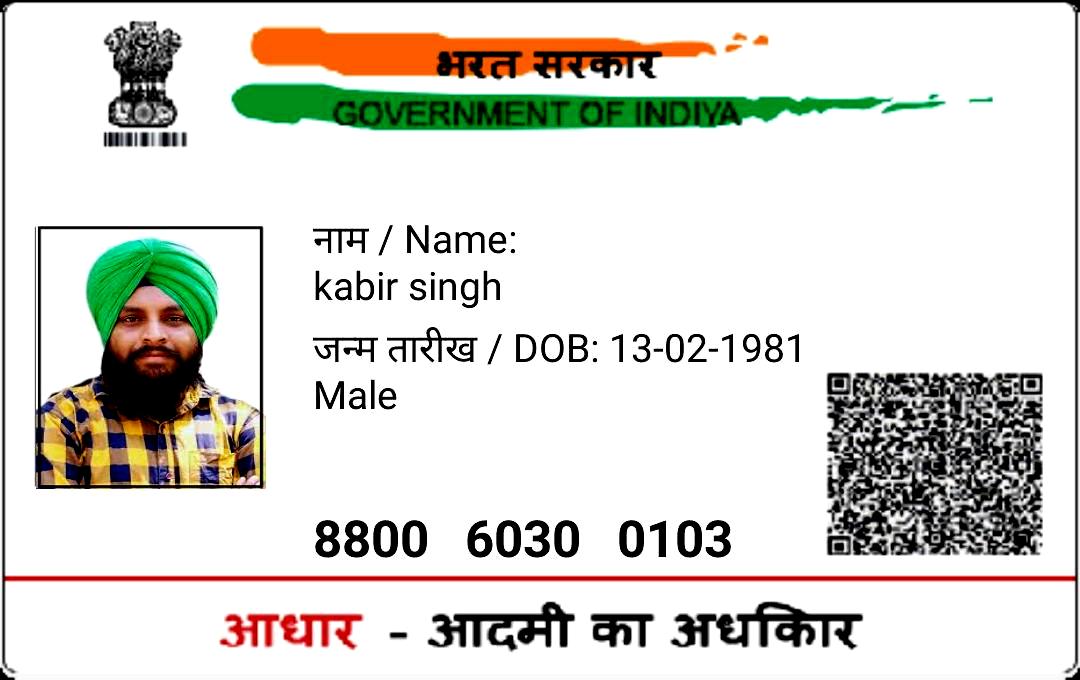 भरत सरकार
GOVERNMENT OF INDIYA
नाम / Name:
kabir singh
जन्म तारीख / DOB: 13-02-1981
Male
8800 6030 0103
आधार - आदमी का अधकिार